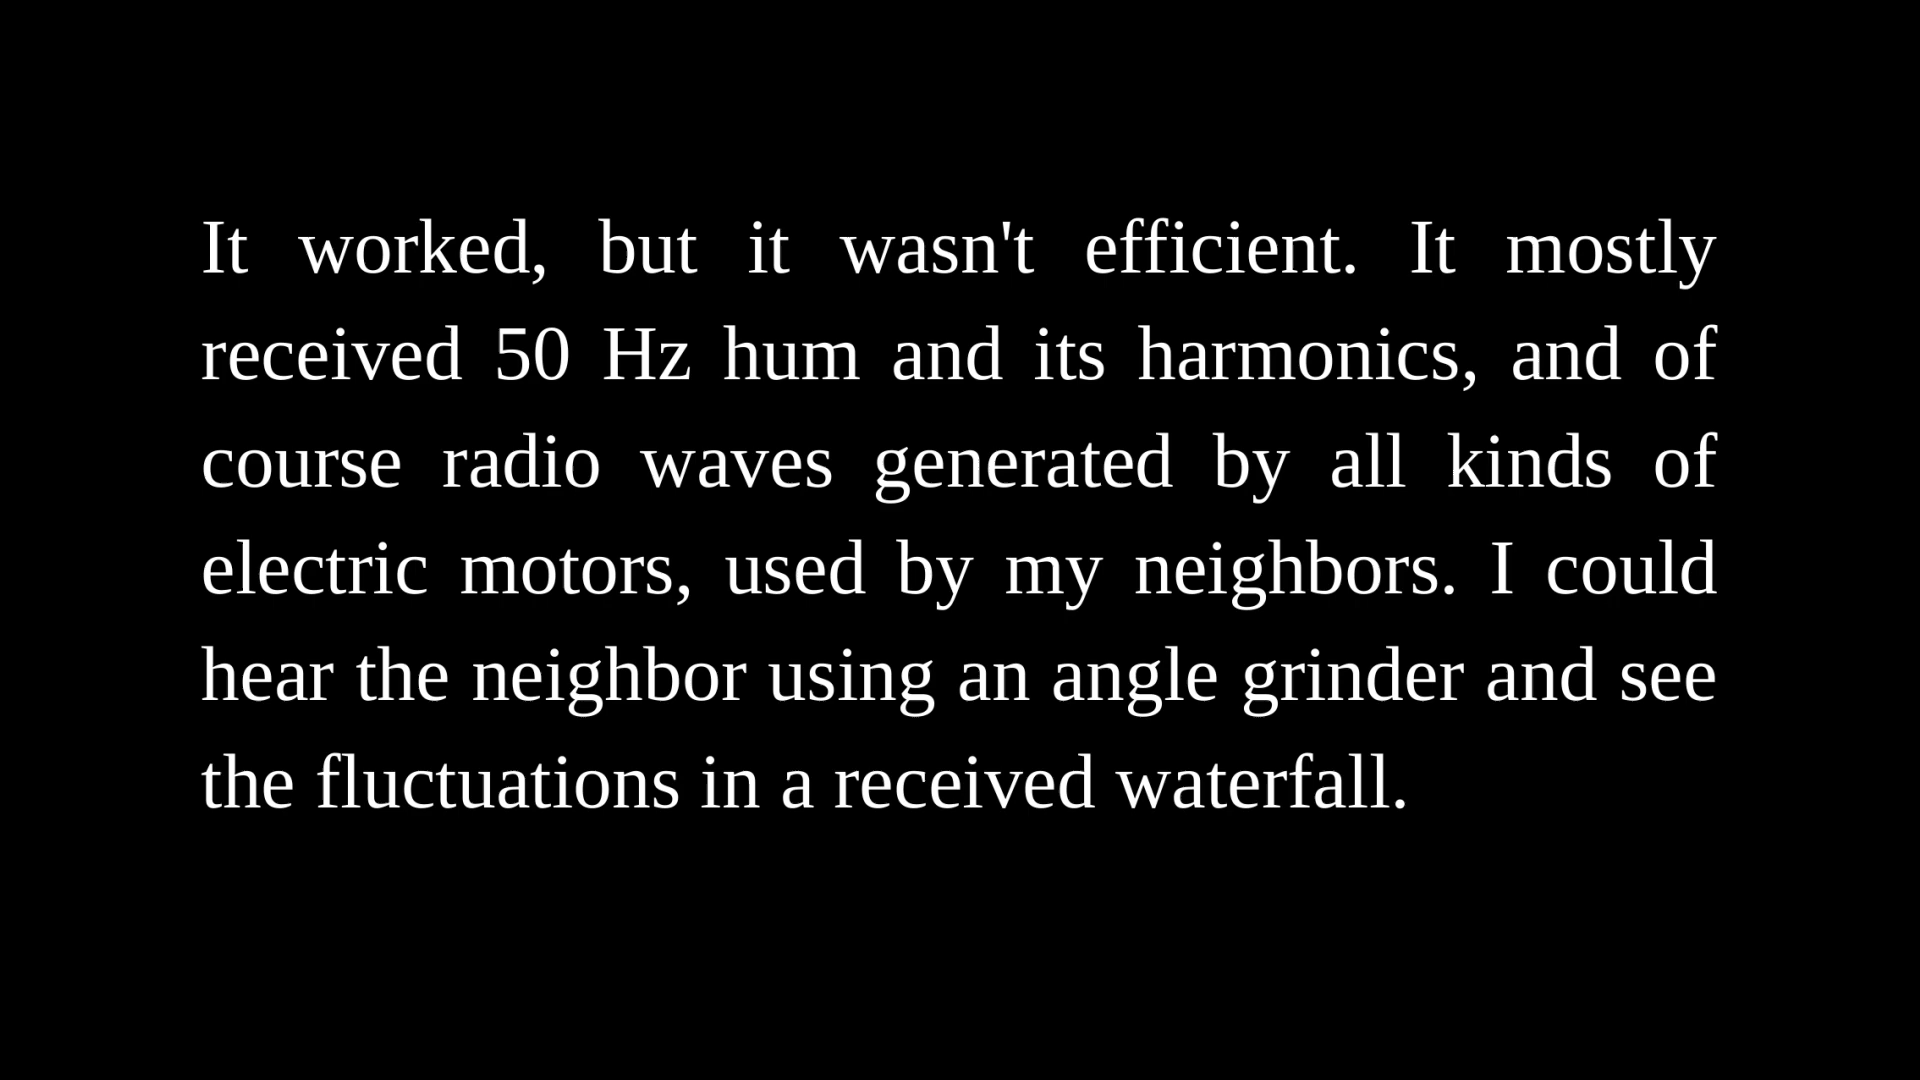 It worked, but it wasn't efficient. It mostly
received 50 Hz hum and its harmonics, and of
course radio waves generated by all kinds of
electric motors, used by my neighbors. I could
hear the neighbor using an angle grinder and see
the fluctuations in a received waterfall.